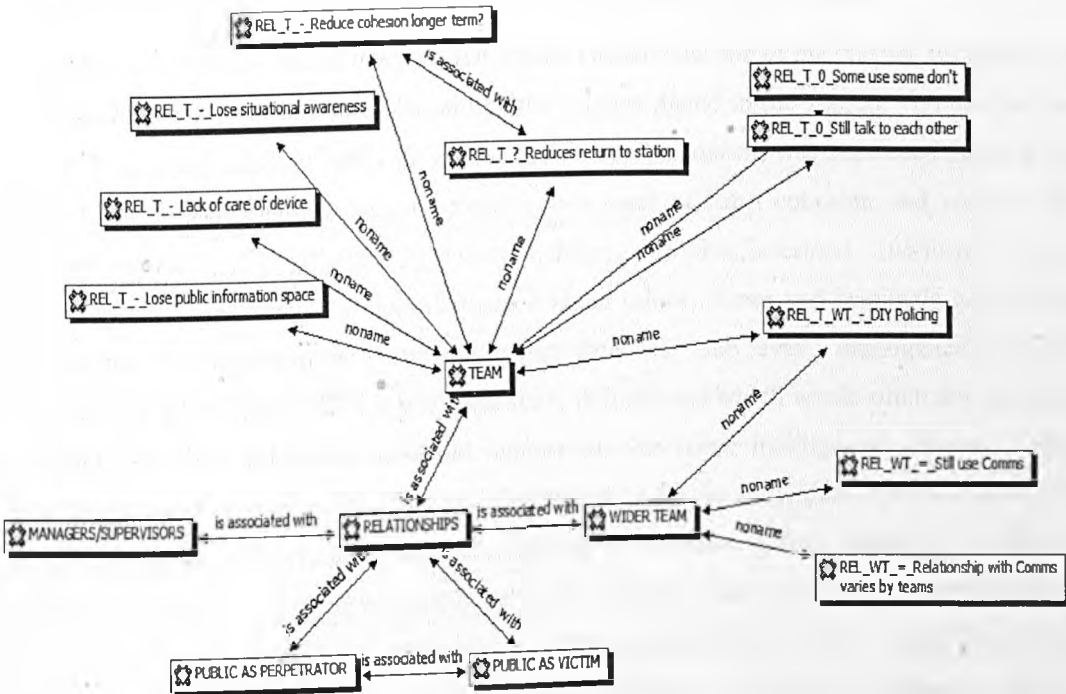 REL_T_-_Reduce cohesion longer term?
is associated with
REL_T_0_Some use some don't
REL_T_-_Lose situational awareness
REL_T_0_Still talk to each other
REL_T_?_Reduces return to station
noname
REL_T_-_Lack of care of device
noname
noname
noname
noname
noname
REL_T_-_Lose public information space
REL_T_WT_-_DIY Policing
noname
noname
TEAM
noname
is associated with
REL_WT_=_Still use Comms
noname
MANAGERS/SUPERVISORS
is associated with
RELATIONSHIPS
is associated with
WIDER TEAM
noname
REL_WT_=_Relationship with Comms
varies by teams
is associated with
is associated with
PUBLIC AS PERPETRATOR
is associated with
PUBLIC AS VICTIM